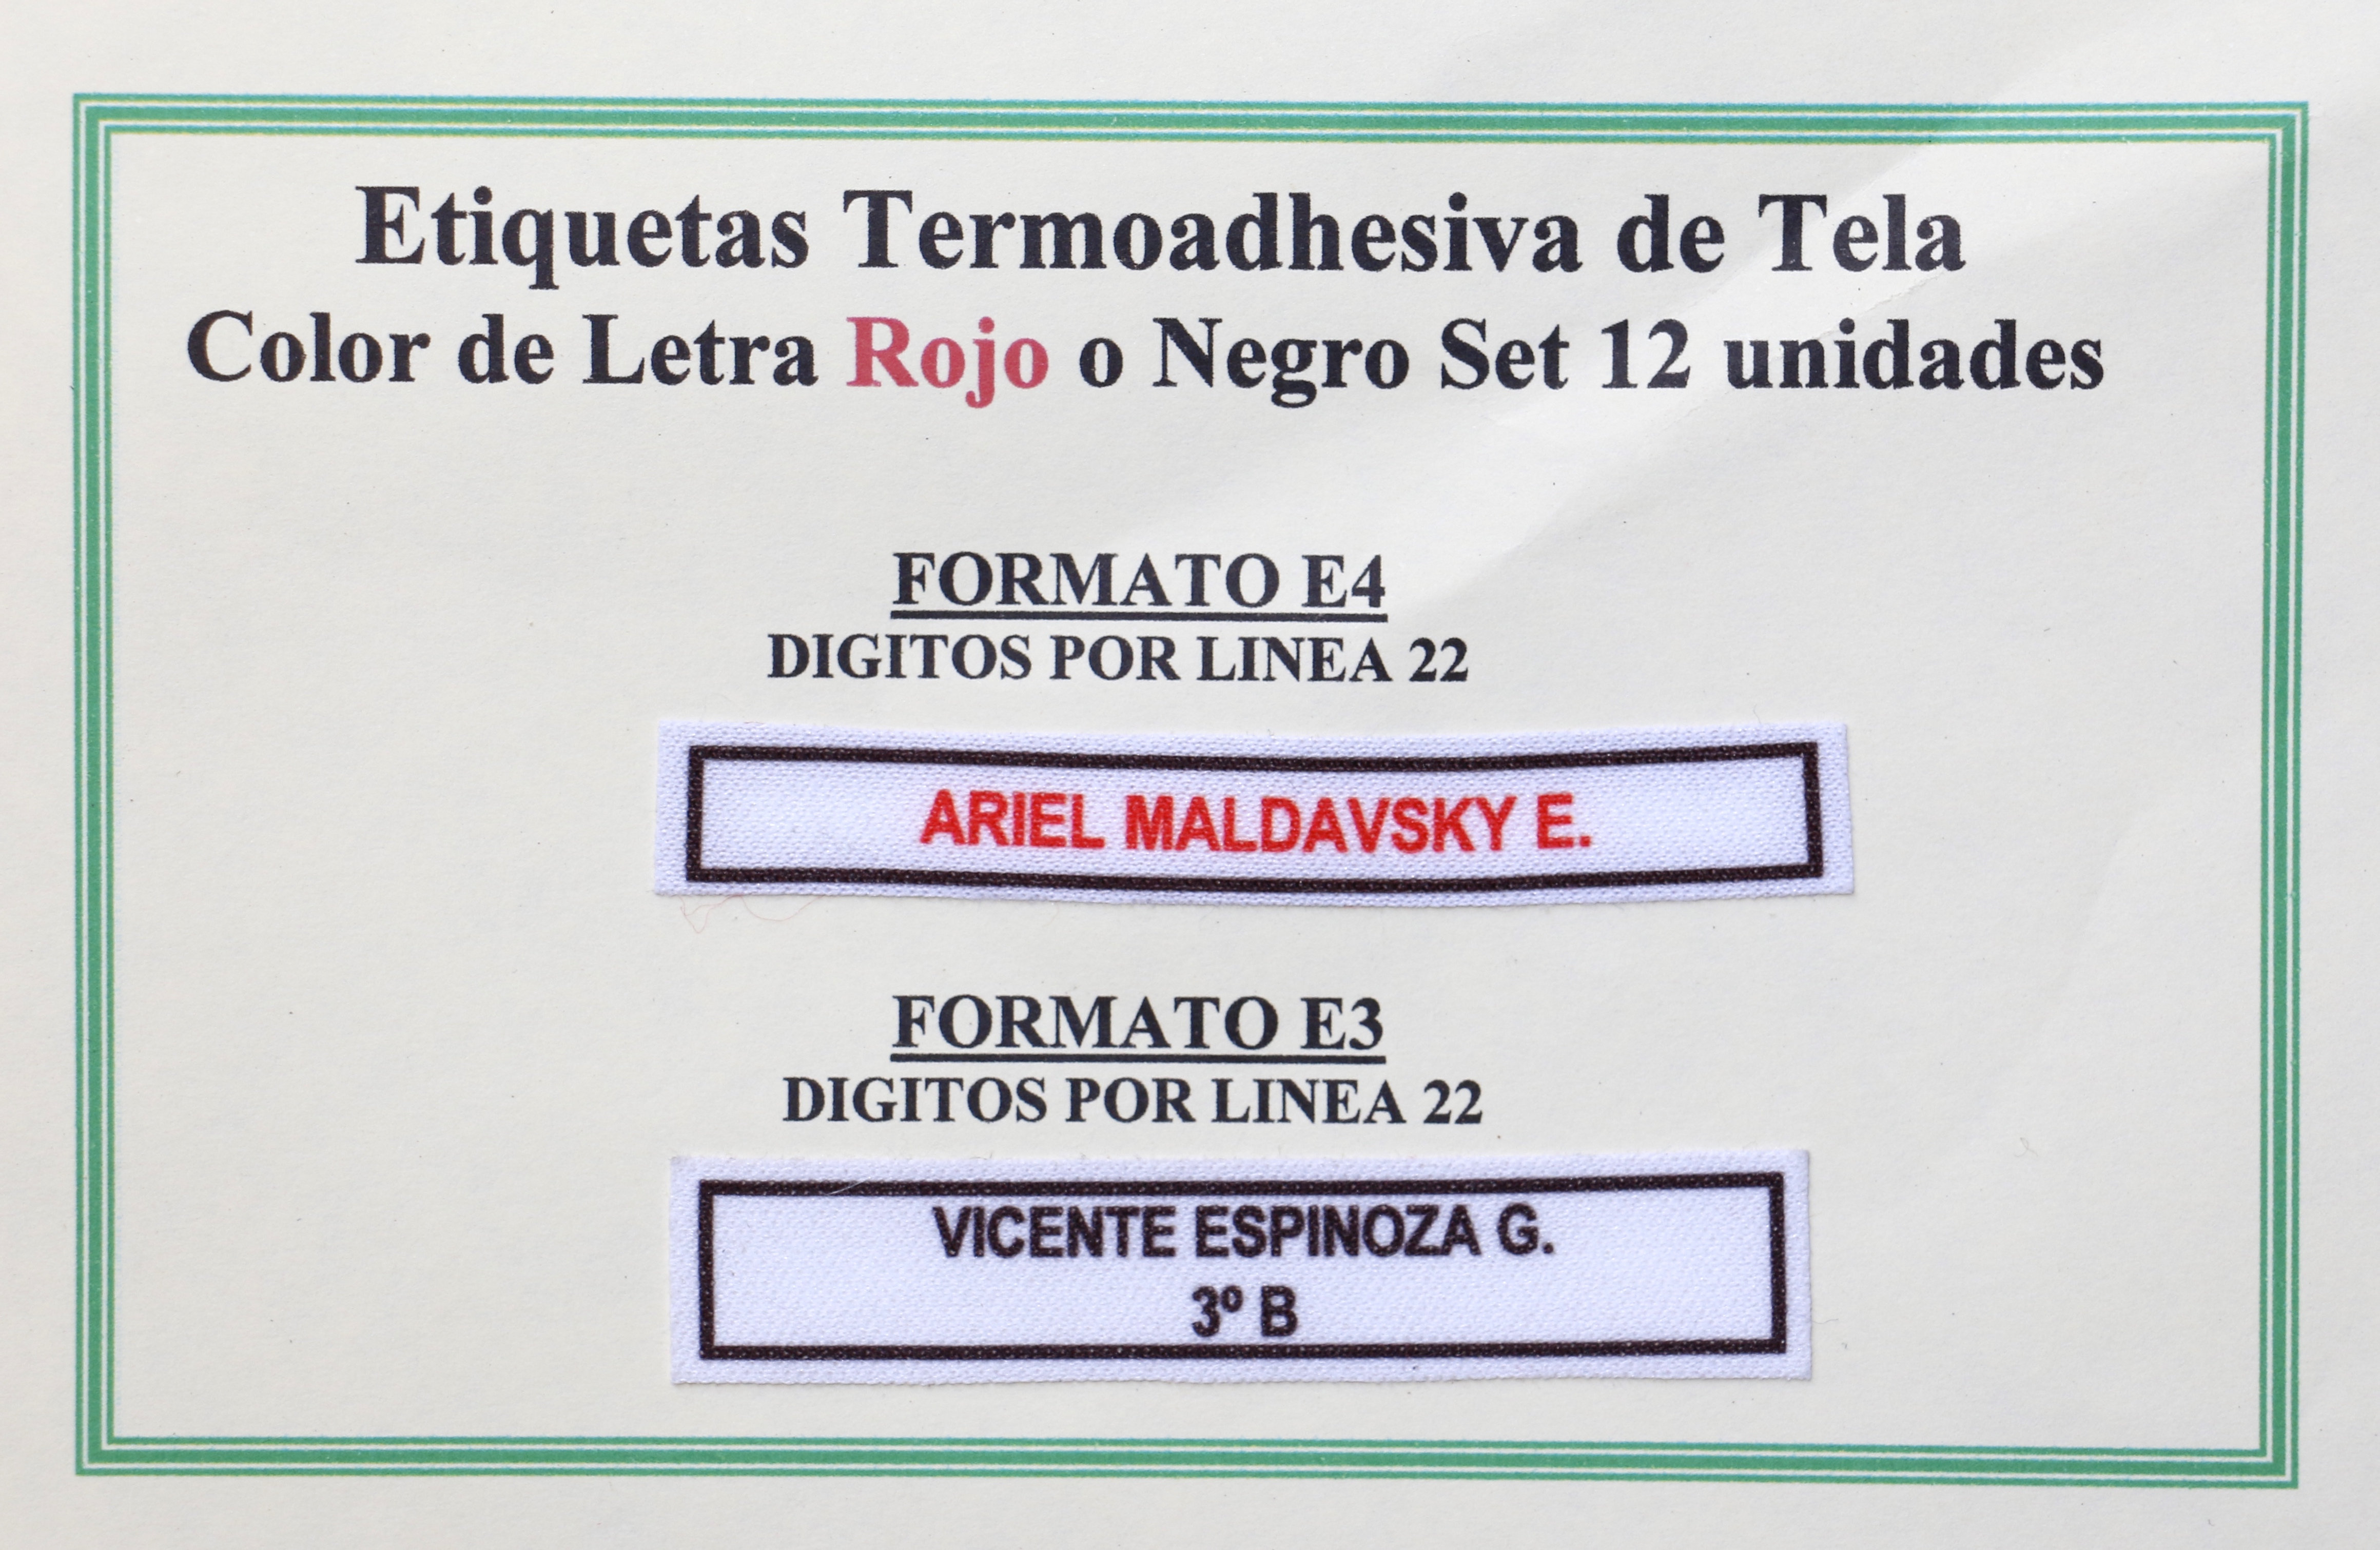 Etiquetas Termoadhesiva de Tela
Color de Letra Rojo o Negro Set 12 unidades
FORMATO E4
DIGITOS POR LINEA 22
ARIEL MALDAVSKY E.
FORMATO E3
DIGITOS POR LINEA 22
VICENTE ESPINOZA G.
3º B